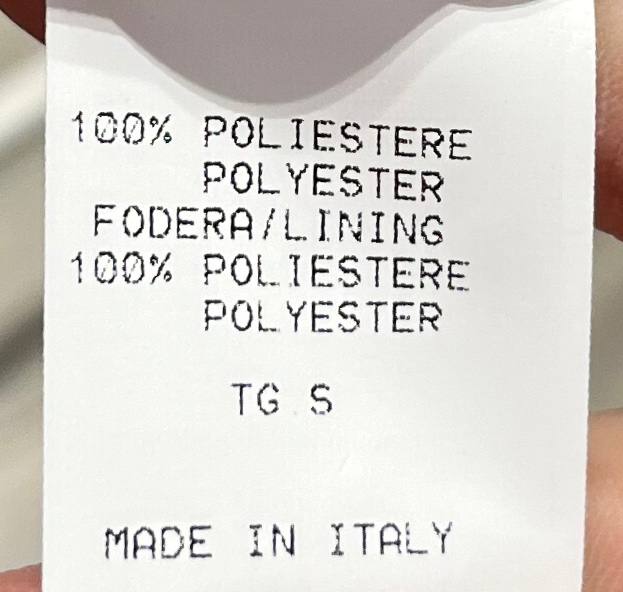 100% POLIESTERE
POLYESTER
FODERA/LINING
100% POLIESTERE
POLYESTER
TG S
MADE IN ITALY